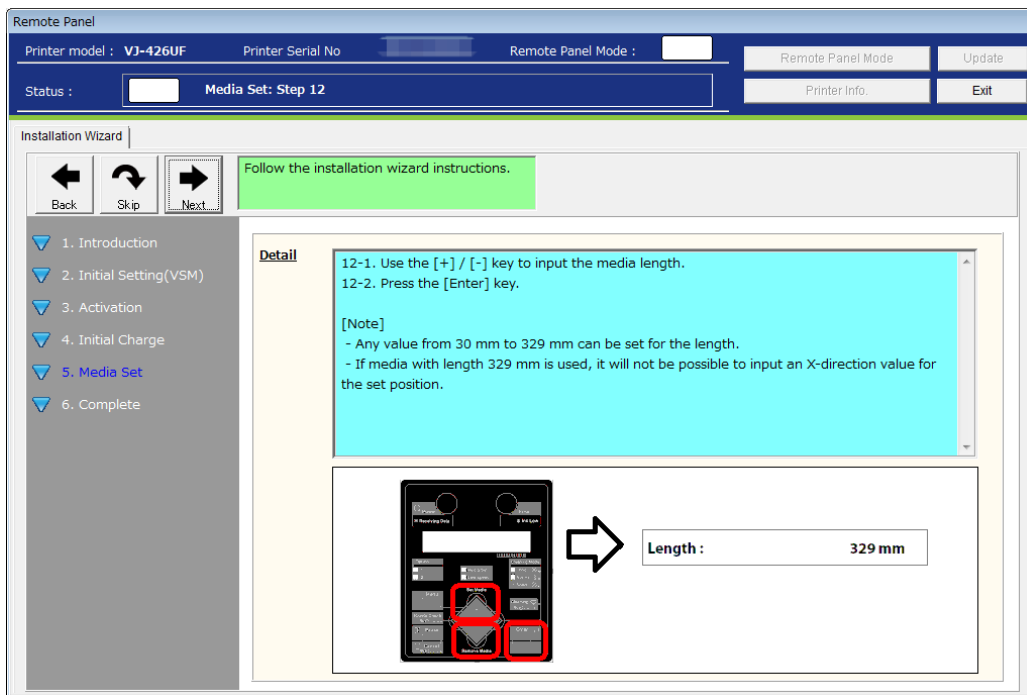 Remote Panel
Printer model : VJ-426UF Printer Serial No Remote Panel Mode :
Remote Panel Mode Update
Status : Media Set: Step 12
Printer Info. Exit
Installation Wizard
Back Skip Next
Follow the installation wizard instructions.
1. Introduction
2. Initial Setting(VSM)
3. Activation
4. Initial Charge
5. Media Set
6. Complete
Detail
12-1. Use the [+] / [-] key to input the media length.
12-2. Press the [Enter] key.
[Note]
- Any value from 30 mm to 329 mm can be set for the length.
- If media with length 329 mm is used, it will not be possible to input an X-direction value for
the set position.
Set Media
Remove Media
Length : 329 mm